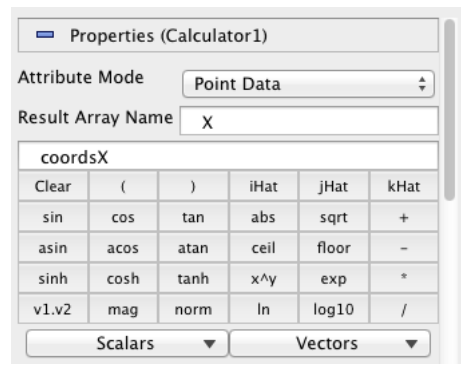 Properties (Calculator1)
Attribute Mode Point Data
Result Array Name X
coordsX
Clear ( ) iHat jHat kHat
sin cos tan abs sqrt +
asin acos atan ceil floor -
sinh cosh tanh x^y exp *
v1.v2 mag norm ln log10 /
Scalars Vectors